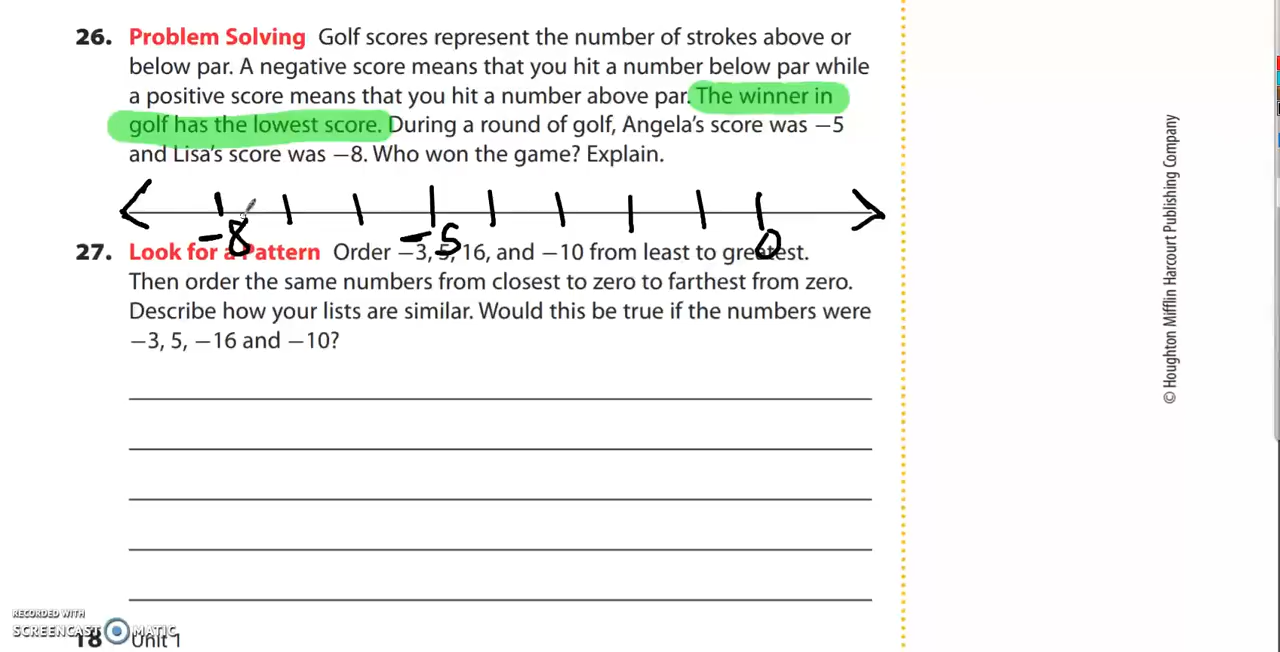 26. Problem Solving Golf scores represent the number of strokes above or
below par. A negative score means that you hit a number below par while
a positive score means that you hit a number above par. The winner in
golf has the lowest score. During a round of golf, Angela's score was −5
and Lisa's score was −8. Who won the game? Explain.
−8 −5 0
27. Look for a Pattern Order −3, 5, 16, and −10 from least to greatest.
Then order the same numbers from closest to zero to farthest from zero.
Describe how your lists are similar. Would this be true if the numbers were
−3, 5, −16 and −10?
© Houghton Mifflin Harcourt Publishing Company
RECORDED WITH
SCREENCAST MATIC
18 Unit 1